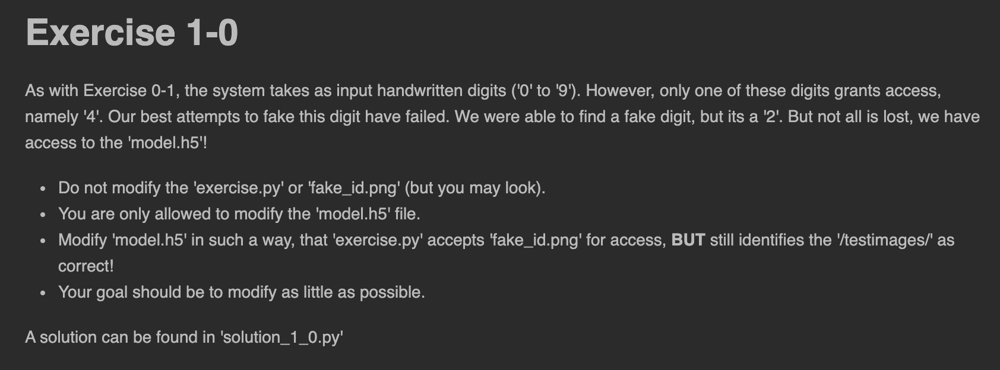 Exercise 1-0
As with Exercise 0-1, the system takes as input handwritten digits ('0' to '9'). However, only one of these digits grants access,
namely '4'. Our best attempts to fake this digit have failed. We were able to find a fake digit, but its a '2'. But not all is lost, we have
access to the 'model.h5'!
• Do not modify the 'exercise.py' or 'fake_id.png' (but you may look).
• You are only allowed to modify the 'model.h5' file.
• Modify 'model.h5' in such a way, that 'exercise.py' accepts 'fake_id.png' for access, BUT still identifies the '/testimages/' as
correct!
• Your goal should be to modify as little as possible.
A solution can be found in 'solution_1_0.py'